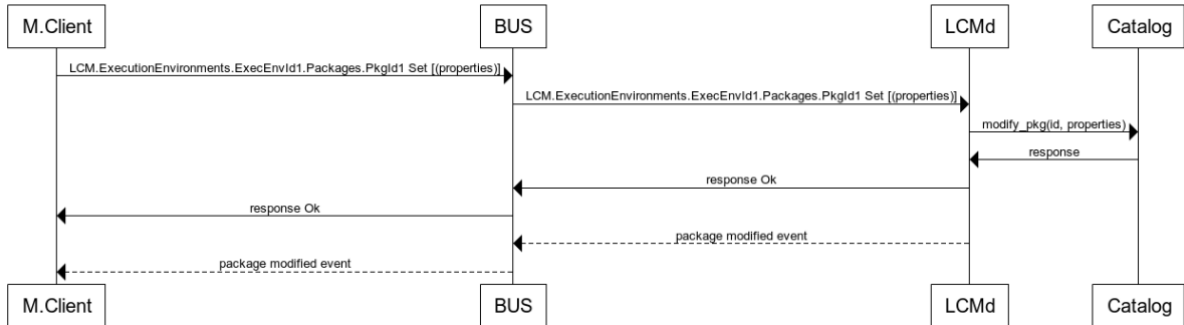 M.Client
BUS
LCMd
Catalog
LCM.ExecutionEnvironments.ExecEnvId1.Packages.PkgId1 Set [(properties)]
LCM.ExecutionEnvironments.ExecEnvId1.Packages.PkgId1 Set [(properties)]
modify_pkg(id, properties)
response
response Ok
response Ok
package modified event
package modified event
M.Client
BUS
LCMd
Catalog